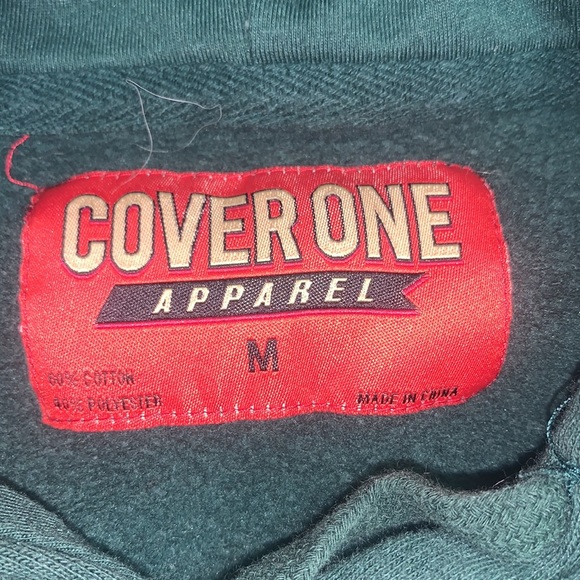 COVER ONE
APPAREL
M
60% COTTON
40% POLYESTER
MADE IN CHINA